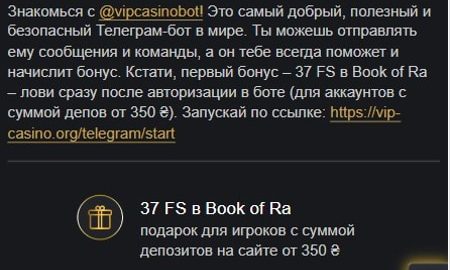 Знакомься с @vipcasinobot! Это самый добрый, полезный и
безопасный Телеграм-бот в мире. Ты можешь отправлять
ему сообщения и команды, а он тебе всегда поможет и
начислит бонус. Кстати, первый бонус – 37 FS в Book of Ra
– лови сразу после авторизации в боте (для аккаунтов с
суммой депов от 350 ₴). Запускай по ссылке: https://vip-
casino.org/telegram/start
37 FS в Book of Ra
подарок для игроков с суммой
депозитов на сайте от 350 ₴